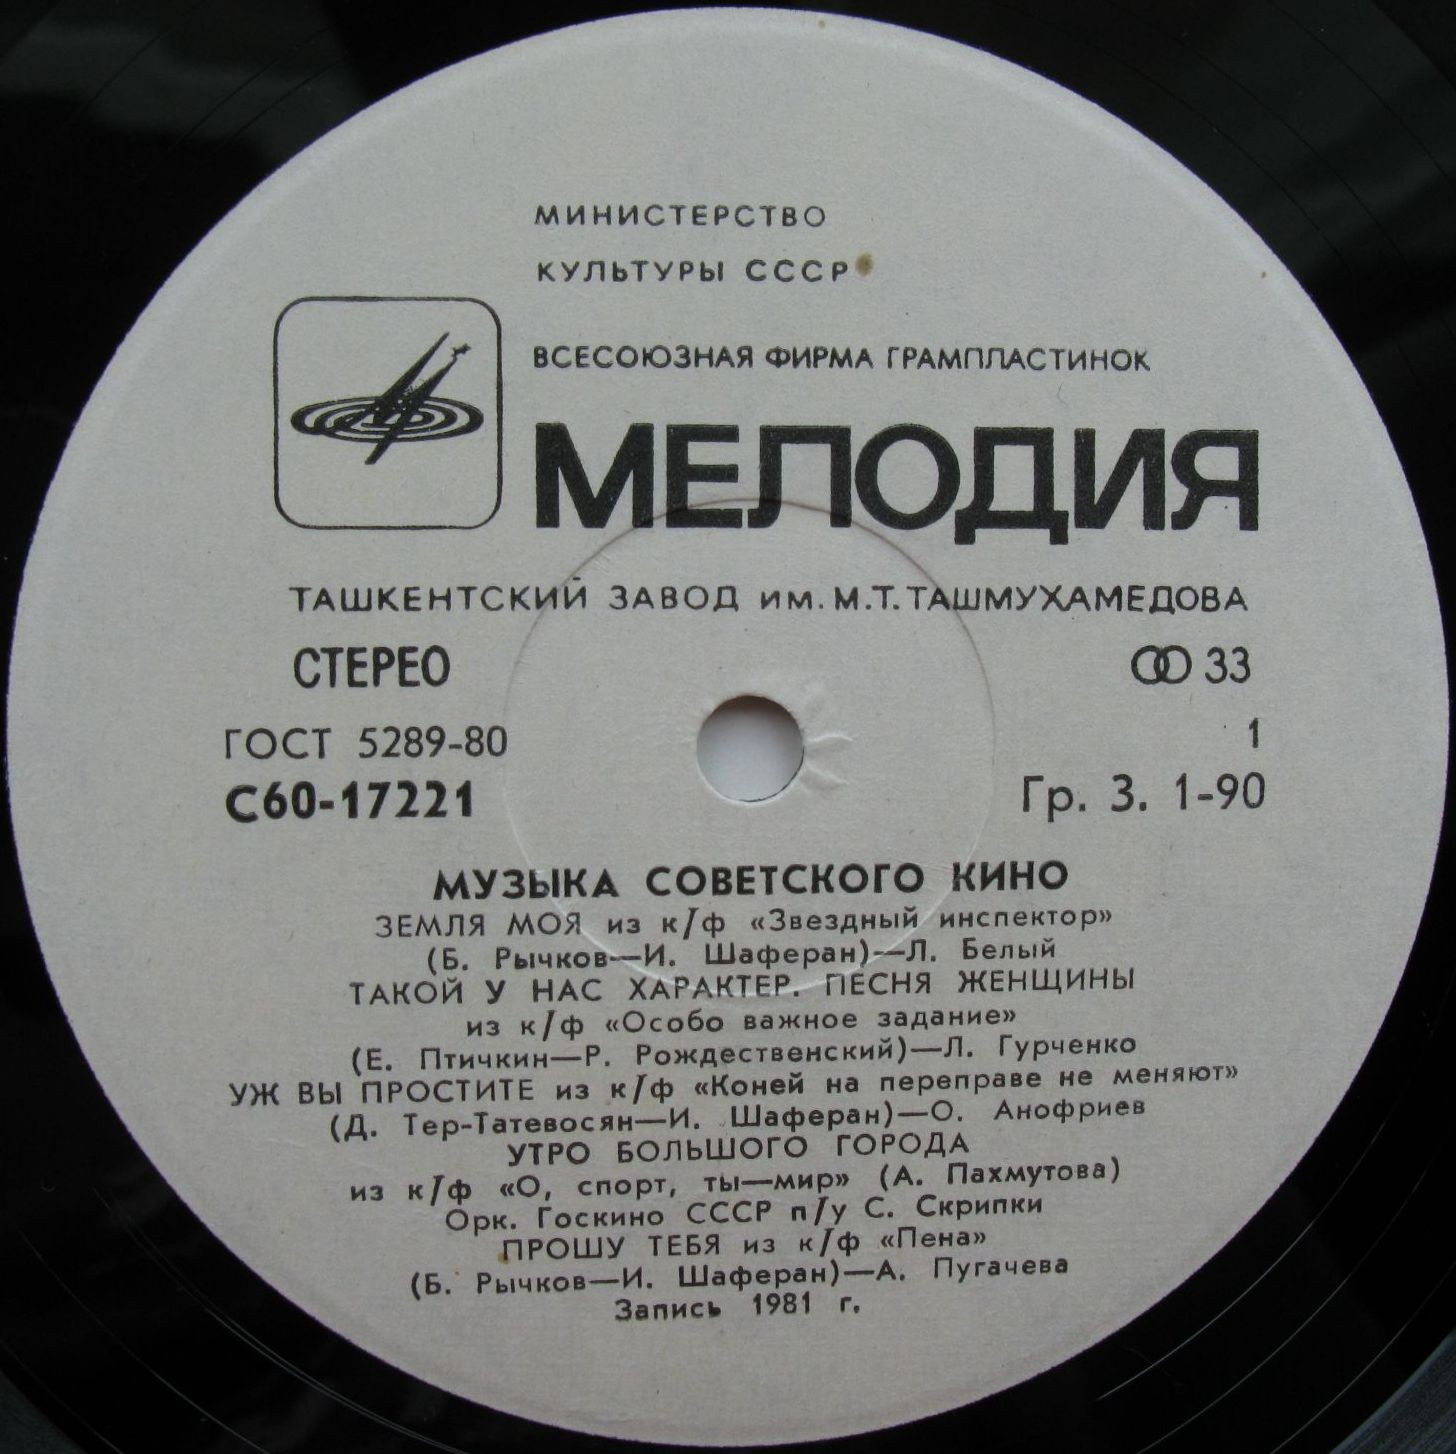 МИНИСТЕРСТВО
КУЛЬТУРЫ СССР
ВСЕСОЮЗНАЯ ФИРМА ГРАМПЛАСТИНОК
МЕЛОДИЯ
ТАШКЕНТСКИЙ ЗАВОД им. М.Т. ТАШМУХАМЕДОВА
СТЕРЕО 33
ГОСТ 5289-80 1
С60-17221 Гр. 3. 1-90
МУЗЫКА СОВЕТСКОГО КИНО
ЗЕМЛЯ МОЯ из к/ф «Звездный инспектор»
(Б. Рычков—И. Шаферан)—Л. Белый
ТАКОЙ У НАС ХАРАКТЕР. ПЕСНЯ ЖЕНЩИНЫ
из к/ф «Особо важное задание»
(Е. Птичкин—Р. Рождественский)—Л. Гурченко
УЖ ВЫ ПРОСТИТЕ из к/ф «Коней на переправе не меняют»
(Д. Тер-Татевосян—И. Шаферан)—О. Анофриев
УТРО БОЛЬШОГО ГОРОДА
из к/ф «О, спорт, ты—мир» (А. Пахмутова)
Орк. Госкино СССР п/у С. Скрипки
ПРОШУ ТЕБЯ из к/ф «Пена»
(Б. Рычков—И. Шаферан)—А. Пугачева
Запись 1981 г.